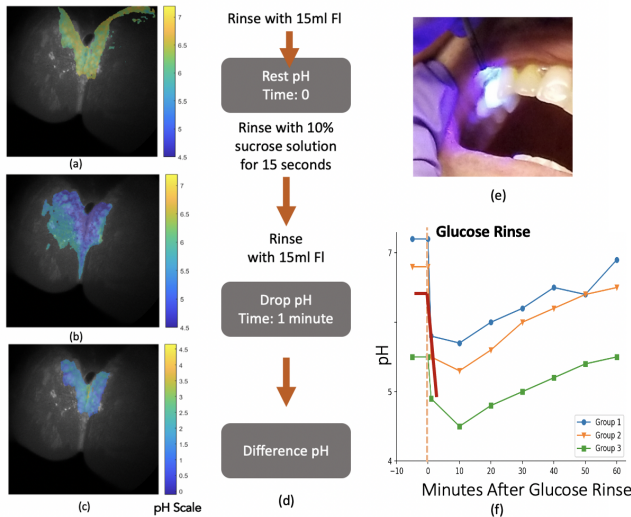 7
6.5
6
5.5
5
4.5
(a)
7
6.5
6
5.5
5
4.5
(b)
4.5
4
3.5
3
2.5
2
1.5
1
0.5
0
(c)
pH Scale
Rinse with 15ml Fl
Rest pH
Time: 0
Rinse with 10%
sucrose solution
for 15 seconds
Rinse
with 15ml Fl
Drop pH
Time: 1 minute
Difference pH
(d)
(e)
Glucose Rinse
7
5
4
pH
−10
0
10
20
30
40
50
60
Group 1
Group 2
Group 3
Minutes After Glucose Rinse
(f)